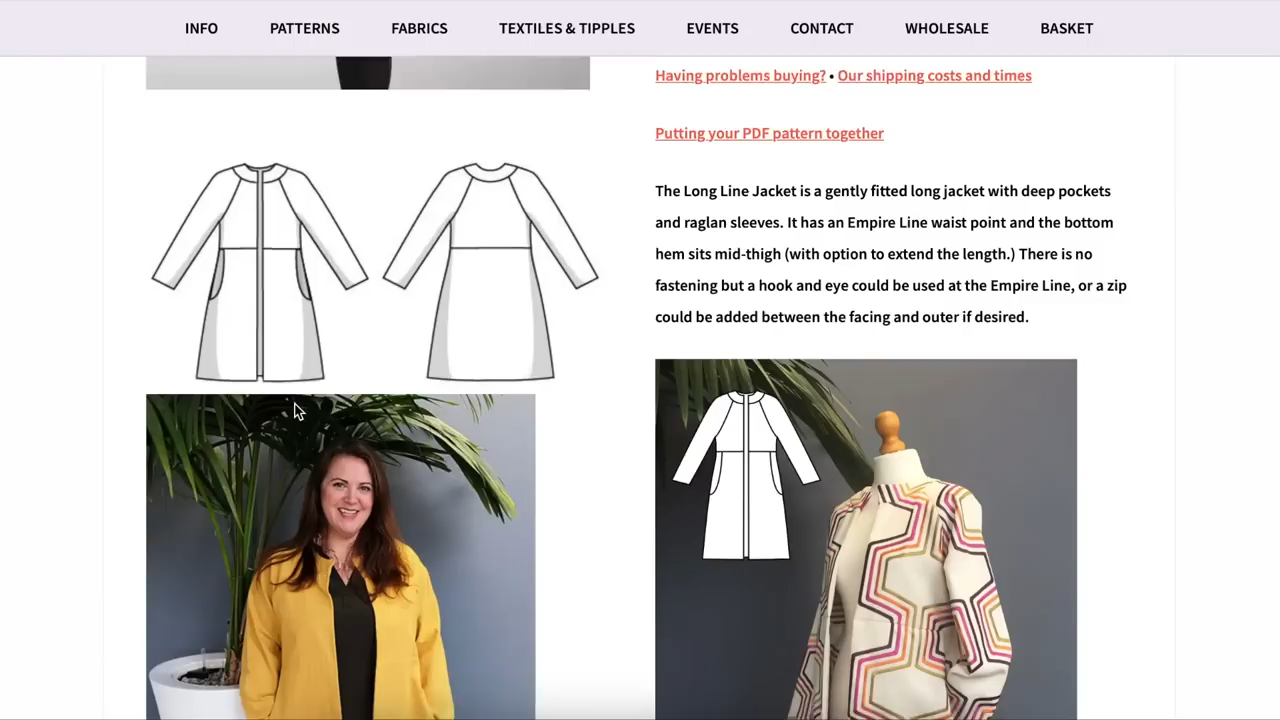 INFO PATTERNS FABRICS TEXTILES & TIPPLES EVENTS CONTACT WHOLESALE BASKET
Having problems buying? • Our shipping costs and times
Putting your PDF pattern together
The Long Line Jacket is a gently fitted long jacket with deep pockets
and raglan sleeves. It has an Empire Line waist point and the bottom
hem sits mid-thigh (with option to extend the length.) There is no
fastening but a hook and eye could be used at the Empire Line, or a zip
could be added between the facing and outer if desired.